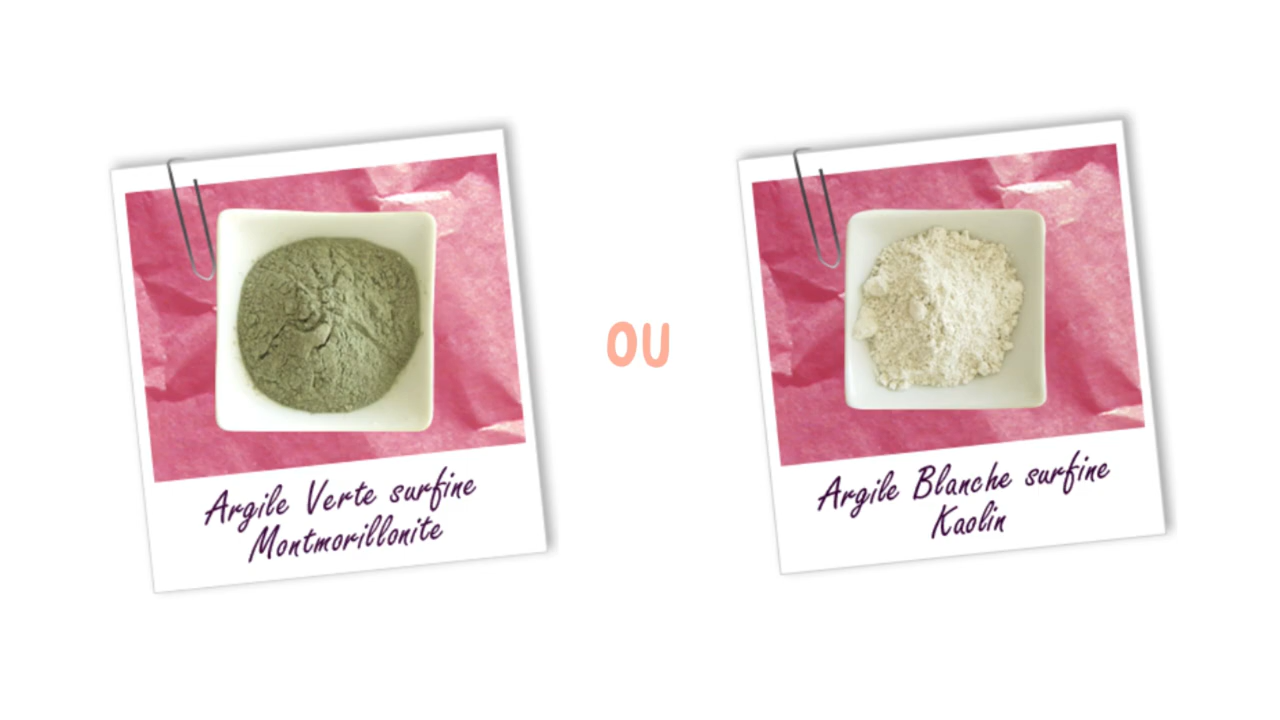 Argile Verte surfine
Montmorillonite
OU
Argile Blanche surfine
Kaolin